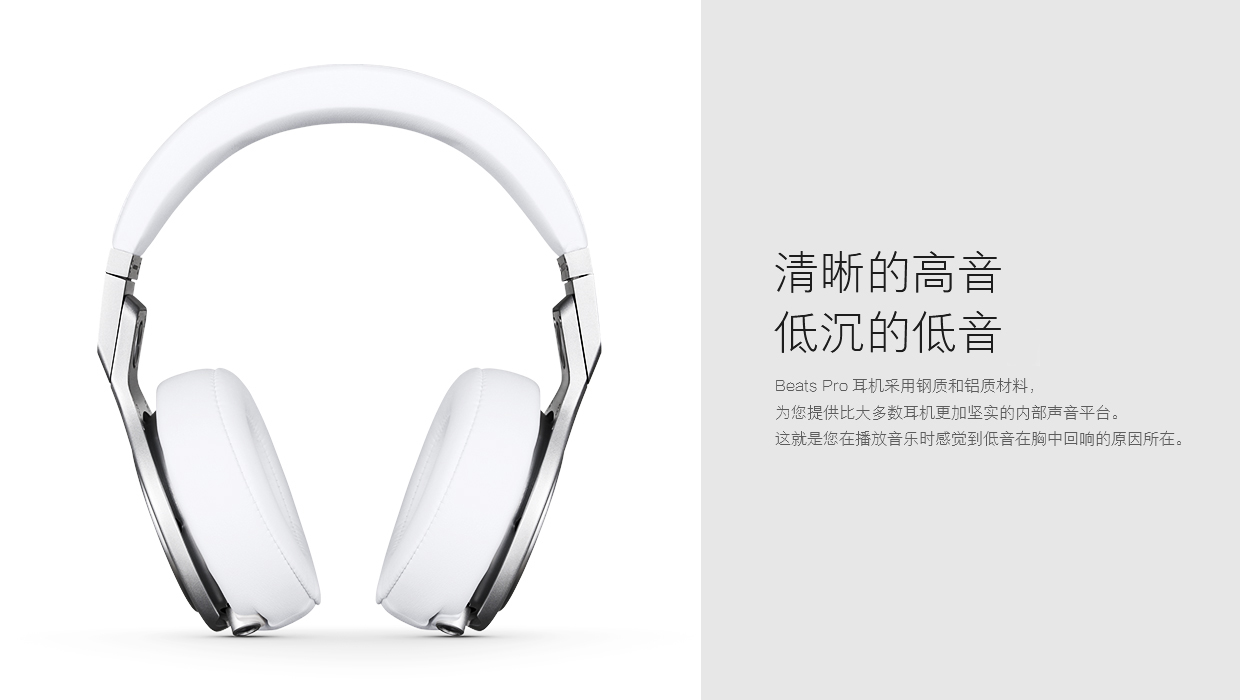 清晰的高音
低沉的低音
Beats Pro 耳机采用钢质和铝质材料，
为您提供比大多数耳机更加坚实的内部声音平台。
这就是您在播放音乐时感觉到低音在胸中回响的原因所在。